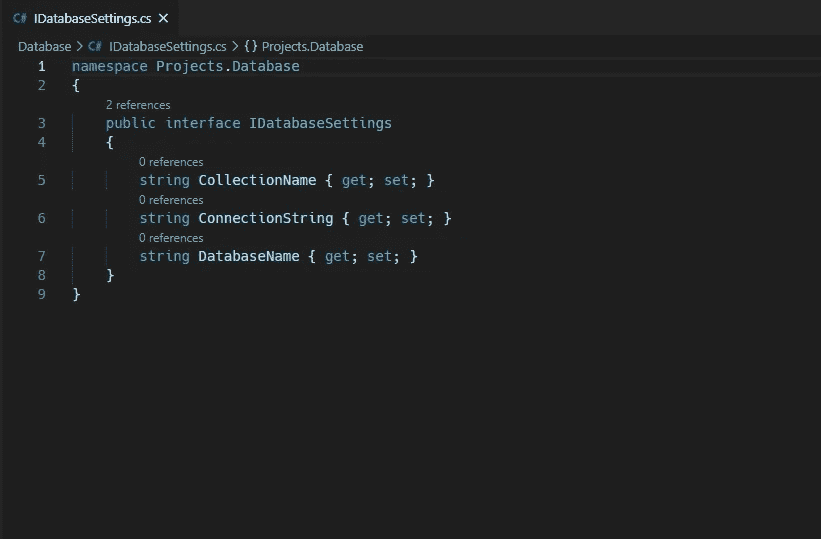 C# IDatabaseSettings.cs ×
Database > C# IDatabaseSettings.cs > {} Projects.Database
1 namespace Projects.Database
2 {
2 references
3 public interface IDatabaseSettings
4 {
0 references
5 string CollectionName { get; set; }
0 references
6 string ConnectionString { get; set; }
0 references
7 string DatabaseName { get; set; }
8 }
9 }